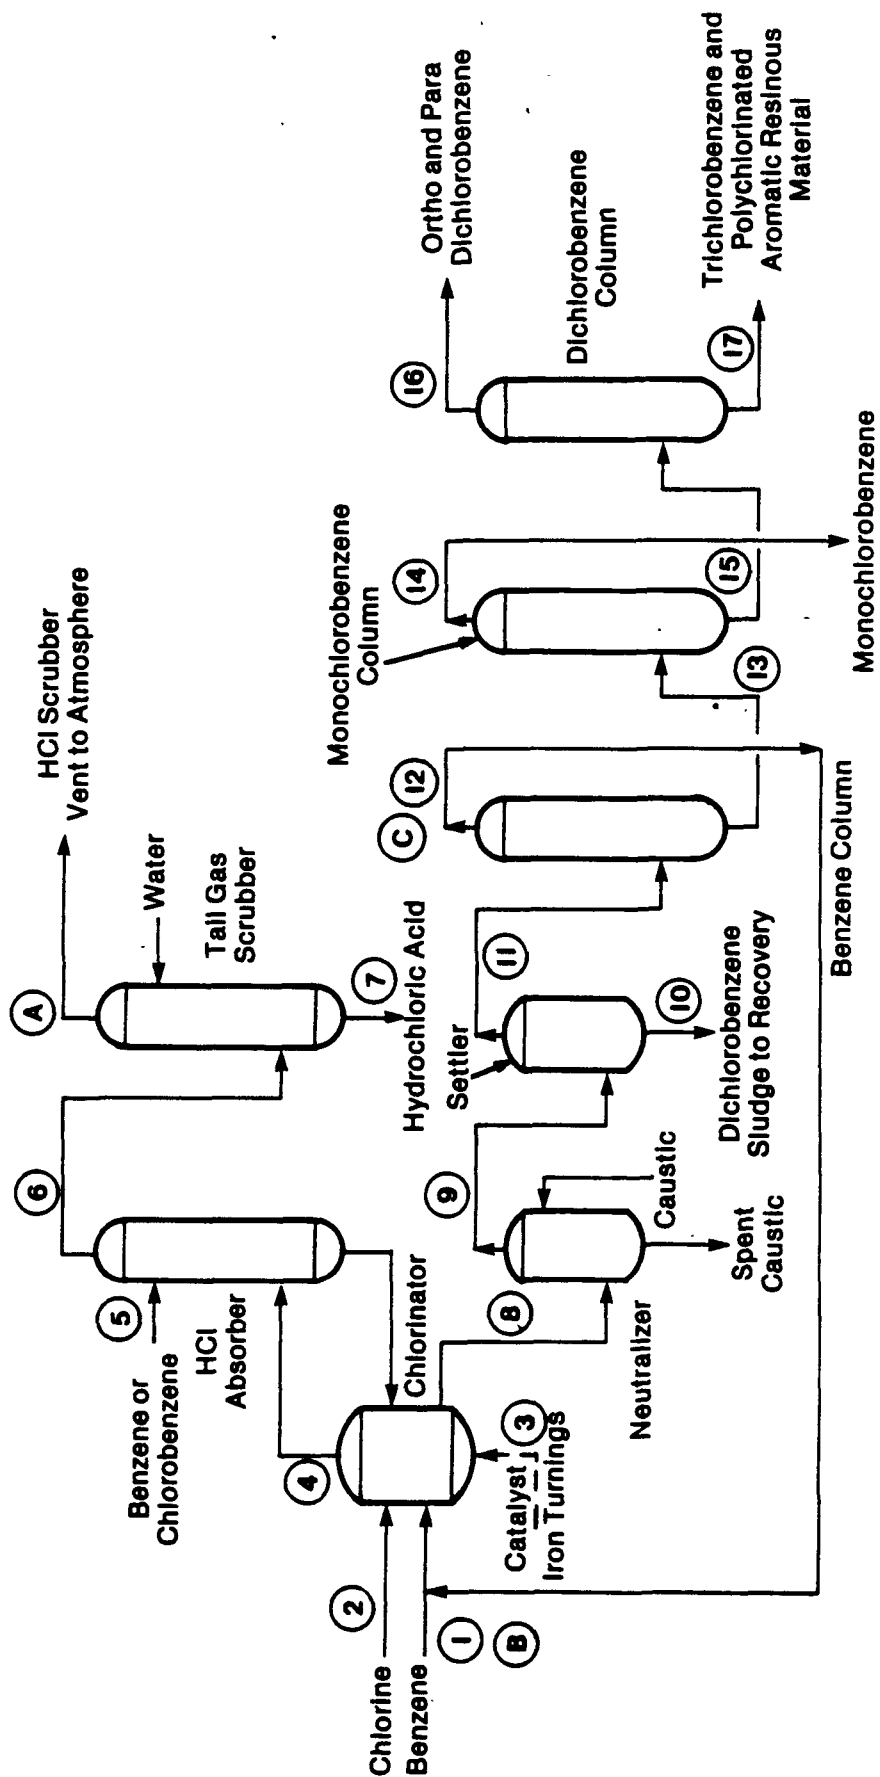 HCl Scrubber
Vent to Atmosphere
A
Water
Tail Gas
Scrubber
7
Hydrochloric Acid
6
5
Benzene or
Chlorobenzene
HCl
Absorber
4
Chlorinator
2
Chlorine
Benzene
1
B
3
Catalyst
Iron Turnings
8
Neutralizer
Caustic
Spent
Caustic
9
Settler
10
Dichlorobenzene
Sludge to Recovery
11
C
12
Benzene Column
13
Monochlorobenzene
Column
14
15
Monochlorobenzene
Ortho and Para
Dichlorobenzene
16
Dichlorobenzene
Column
17
Trichlorobenzene and
Polychlorinated
Aromatic Resinous
Material